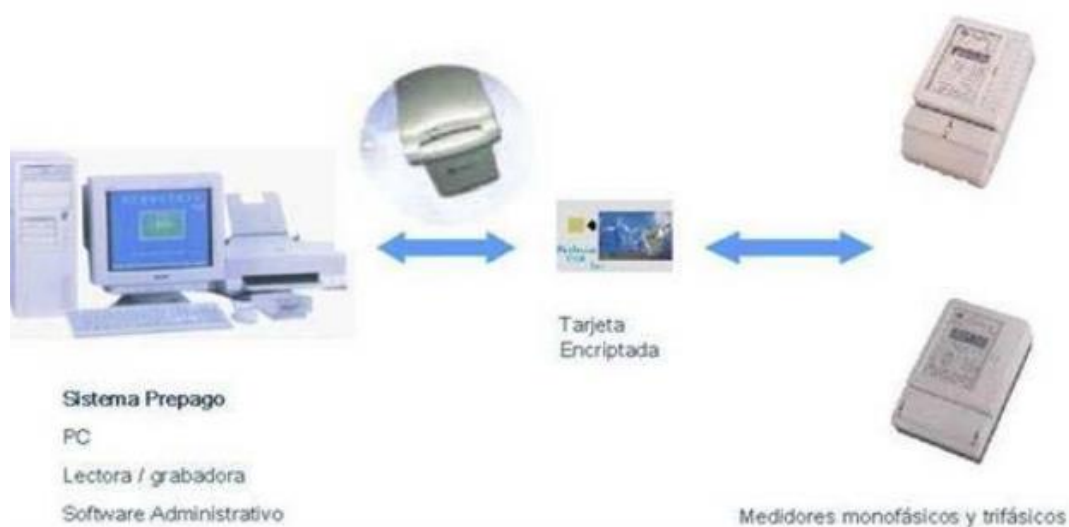 Tarjeta
Encriptada
Sistema Prepago
PC
Lectora / grabadora
Software Administrativo
Medidores monofásicos y trifásicos